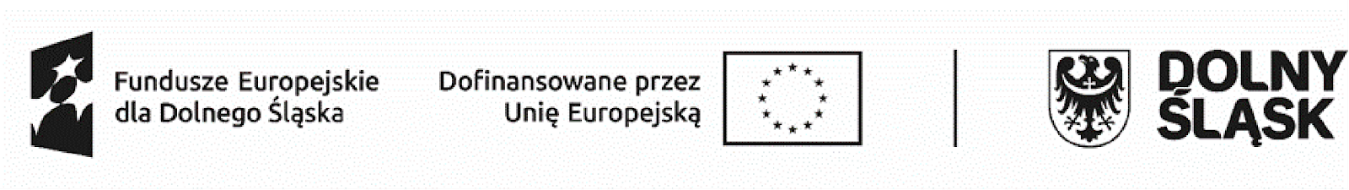 Fundusze Europejskie
dla Dolnego Śląska
Dofinansowane przez
Unię Europejską
DOLNY
ŚLĄSK